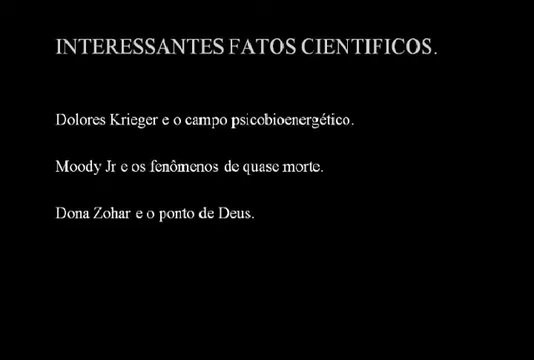 INTERESSANTES FATOS CIENTIFICOS.
Dolores Krieger e o campo psicobioenergético.
Moody Jr e os fenômenos de quase morte.
Dona Zohar e o ponto de Deus.